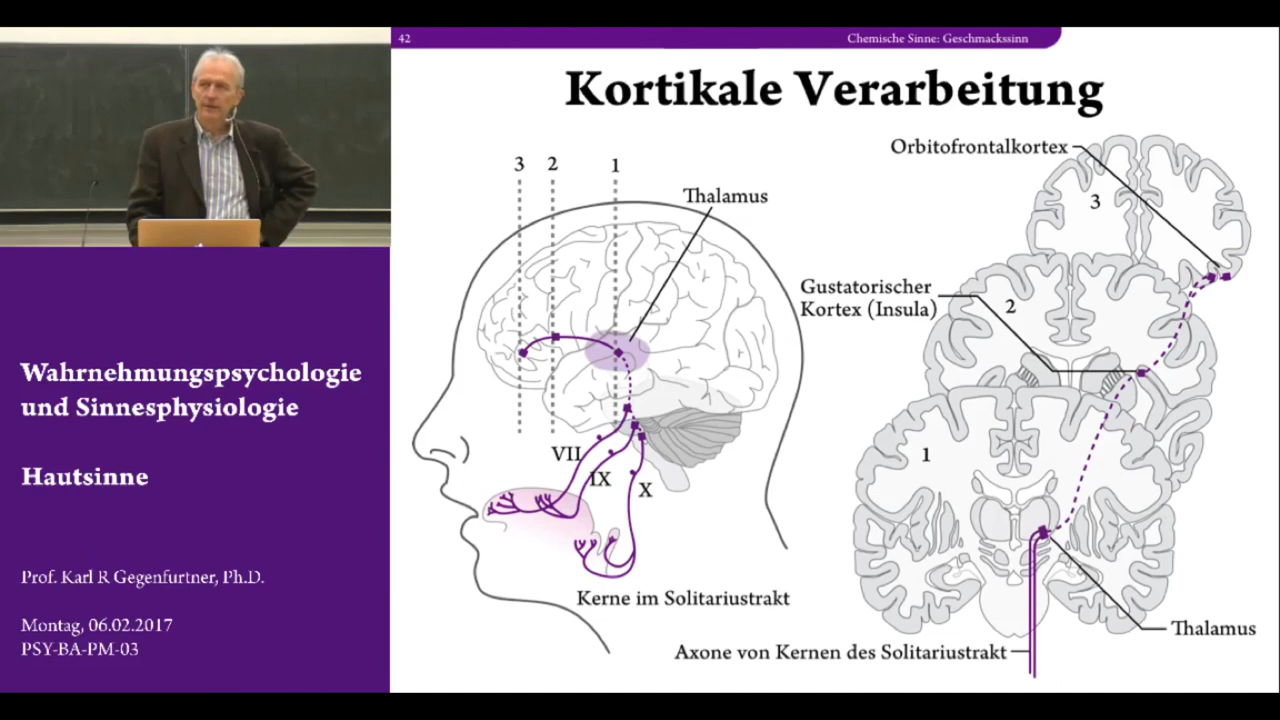 42
Chemische Sinne: Geschmackssinn
Kortikale Verarbeitung
3 2 1
Thalamus
VII
IX
X
Kerne im Solitariustrakt
Orbitofrontalkortex
3
Gustatorischer
Kortex (Insula)
2
1
Thalamus
Axone von Kernen des Solitariustrakt
Wahrnehmungspsychologie
und Sinnesphysiologie
Hautsinne
Prof. Karl R Gegenfurtner, Ph.D.
Montag, 06.02.2017
PSY-BA-PM-03